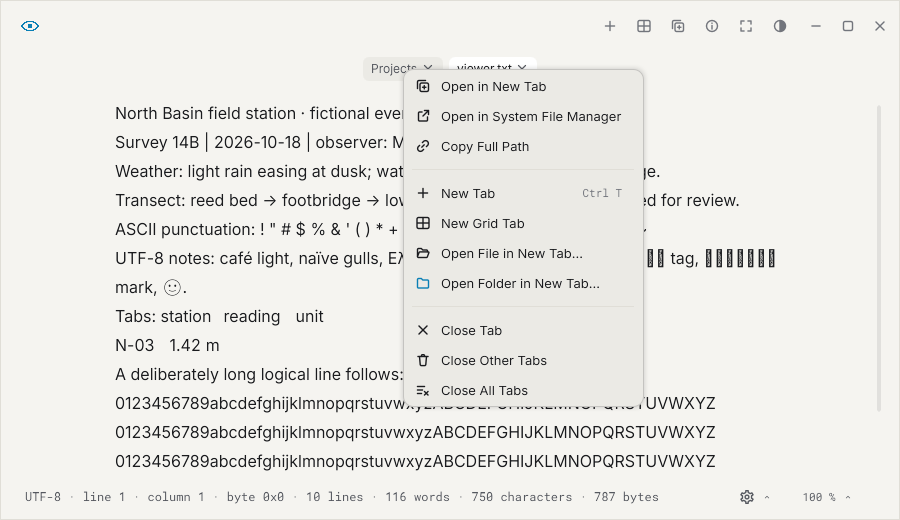 Projects
viewer.txt
North Basin field station · fictional
Survey 14B | 2026-10-18 | observer:
Weather: light rain easing at dusk;
Transect: reed bed → footbridge → ed for review.
ASCII punctuation: ! " # $ % & ' ( ) * +
UTF-8 notes: café light, naïve gulls, tag,
mark, 🙂.
Tabs: station reading unit
N-03 1.42 m
A deliberately long logical line follows:
0123456789abcdefghijklmnopqrstuvwxyzABCDEFGHIJKLMNOPQRSTUVWXYZ
0123456789abcdefghijklmnopqrstuvwxyzABCDEFGHIJKLMNOPQRSTUVWXYZ
0123456789abcdefghijklmnopqrstuvwxyzABCDEFGHIJKLMNOPQRSTUVWXYZ
Open in New Tab
Open in System File Manager
Copy Full Path
New Tab Ctrl T
New Grid Tab
Open File in New Tab...
Open Folder in New Tab...
Close Tab
Close Other Tabs
Close All Tabs
UTF-8 · line 1 · column 1 · byte 0x0 · 10 lines · 116 words · 750 characters · 787 bytes
100 %